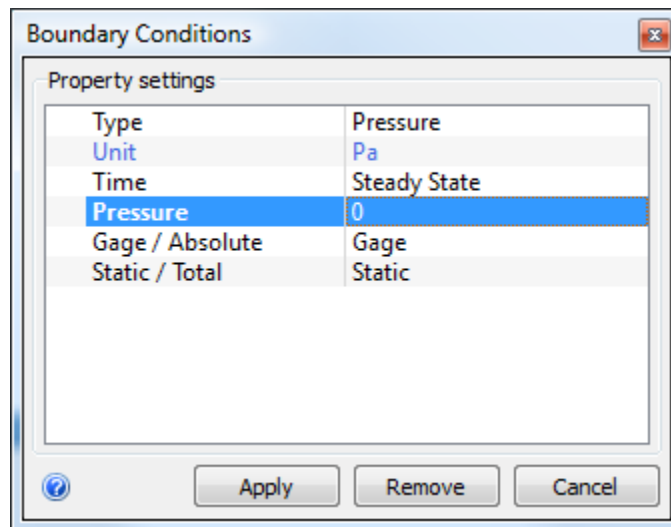 Boundary Conditions
Property settings
Type Pressure
Unit Pa
Time Steady State
Pressure 0
Gage / Absolute Gage
Static / Total Static
? Apply Remove Cancel